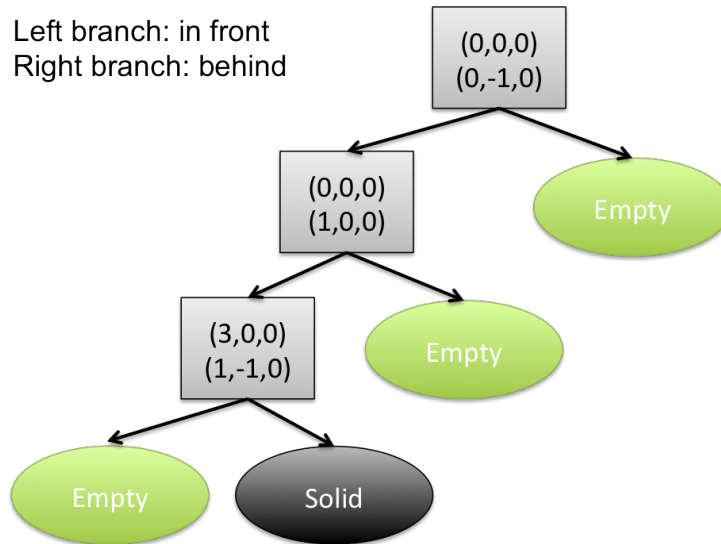 Left branch: in front
Right branch: behind
(0,0,0)
(0,-1,0)
(0,0,0)
(1,0,0)
Empty
(3,0,0)
(1,-1,0)
Empty
Empty
Solid